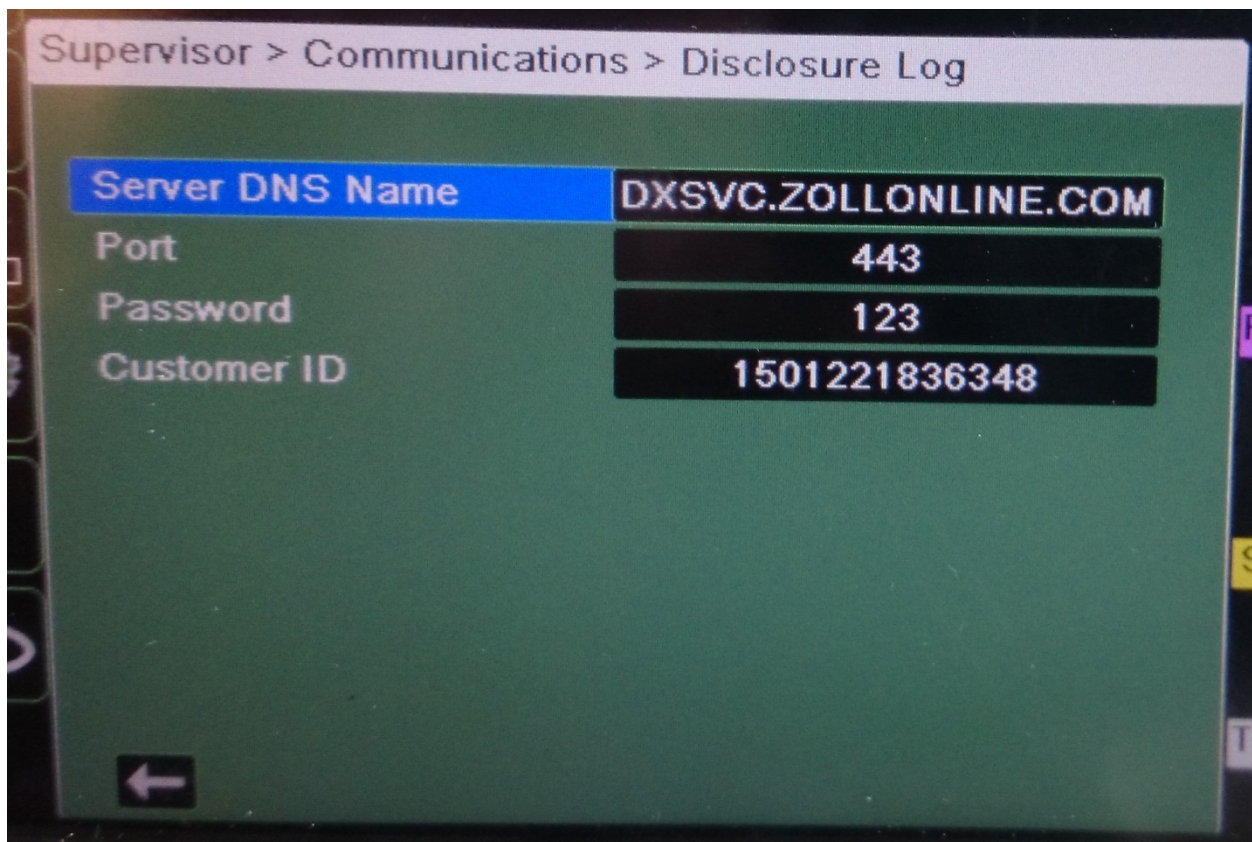 Supervisor > Communications > Disclosure Log
Server DNS Name DXSVC.ZOLLONLINE.COM
Port 443
Password 123
Customer ID 1501221836348